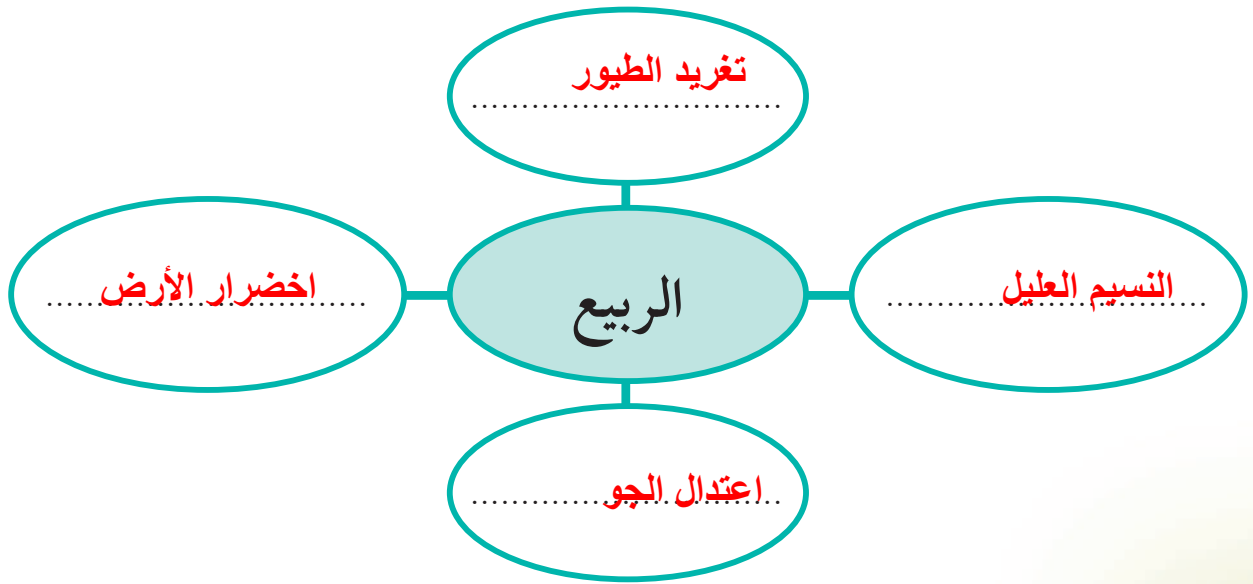 تغريد الطيور
النسيم العليل
الربيع
اخضرار الأرض
اعتدال الجو